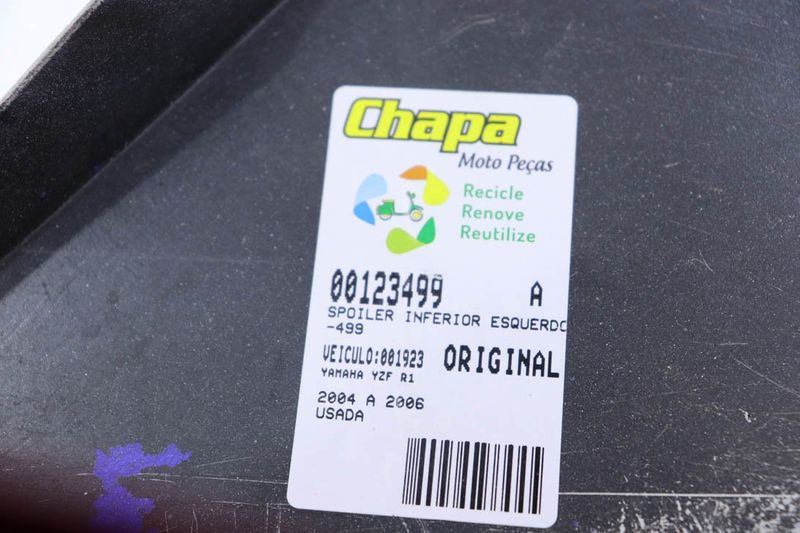 Chapa
Moto Peças
Recicle
Renove
Reutilize
00123499 A
SPOILER INFERIOR ESQUERDO
-499
VEICULO:001923 ORIGINAL
YAMAHA YZF R1
2004 A 2006
USADA